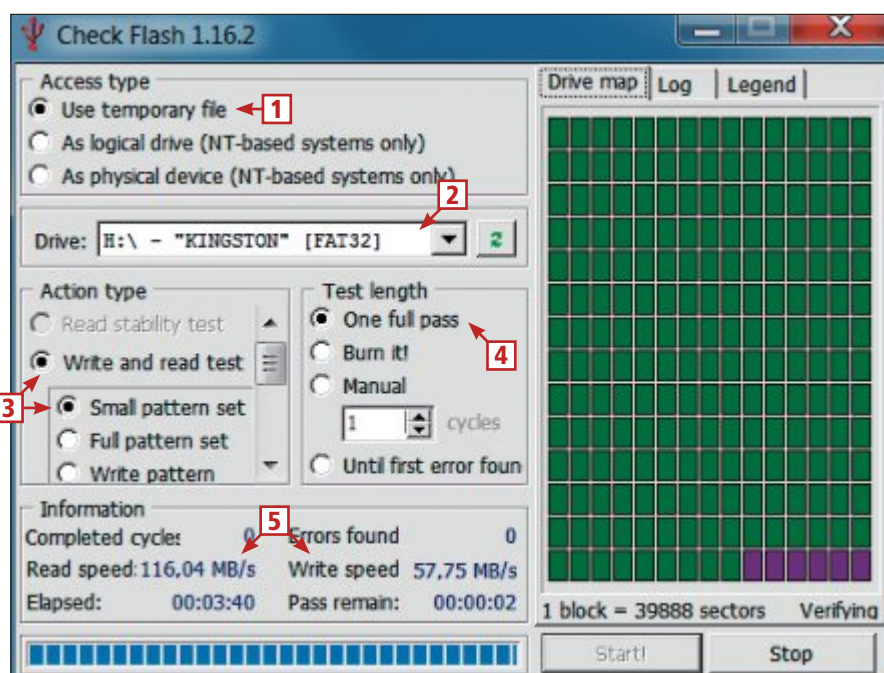 Check Flash 1.16.2
Access type
Use temporary file
1
As logical drive (NT-based systems only)
As physical device (NT-based systems only)
2
Drive:
H:\ - "KINGSTON" [FAT32]
Action type
Read stability test
Write and read test
3
Small pattern set
Full pattern set
Write pattern
Test length
One full pass
4
Burn it!
Manual
1 cycles
Until first error foun
Information
5
Completed cycles 0 Errors found 0
Read speed: 116,04 MB/s Write speed 57,75 MB/s
Elapsed: 00:03:40 Pass remain: 00:00:02
Drive map Log Legend
1 block = 39888 sectors Verifying
Start! Stop